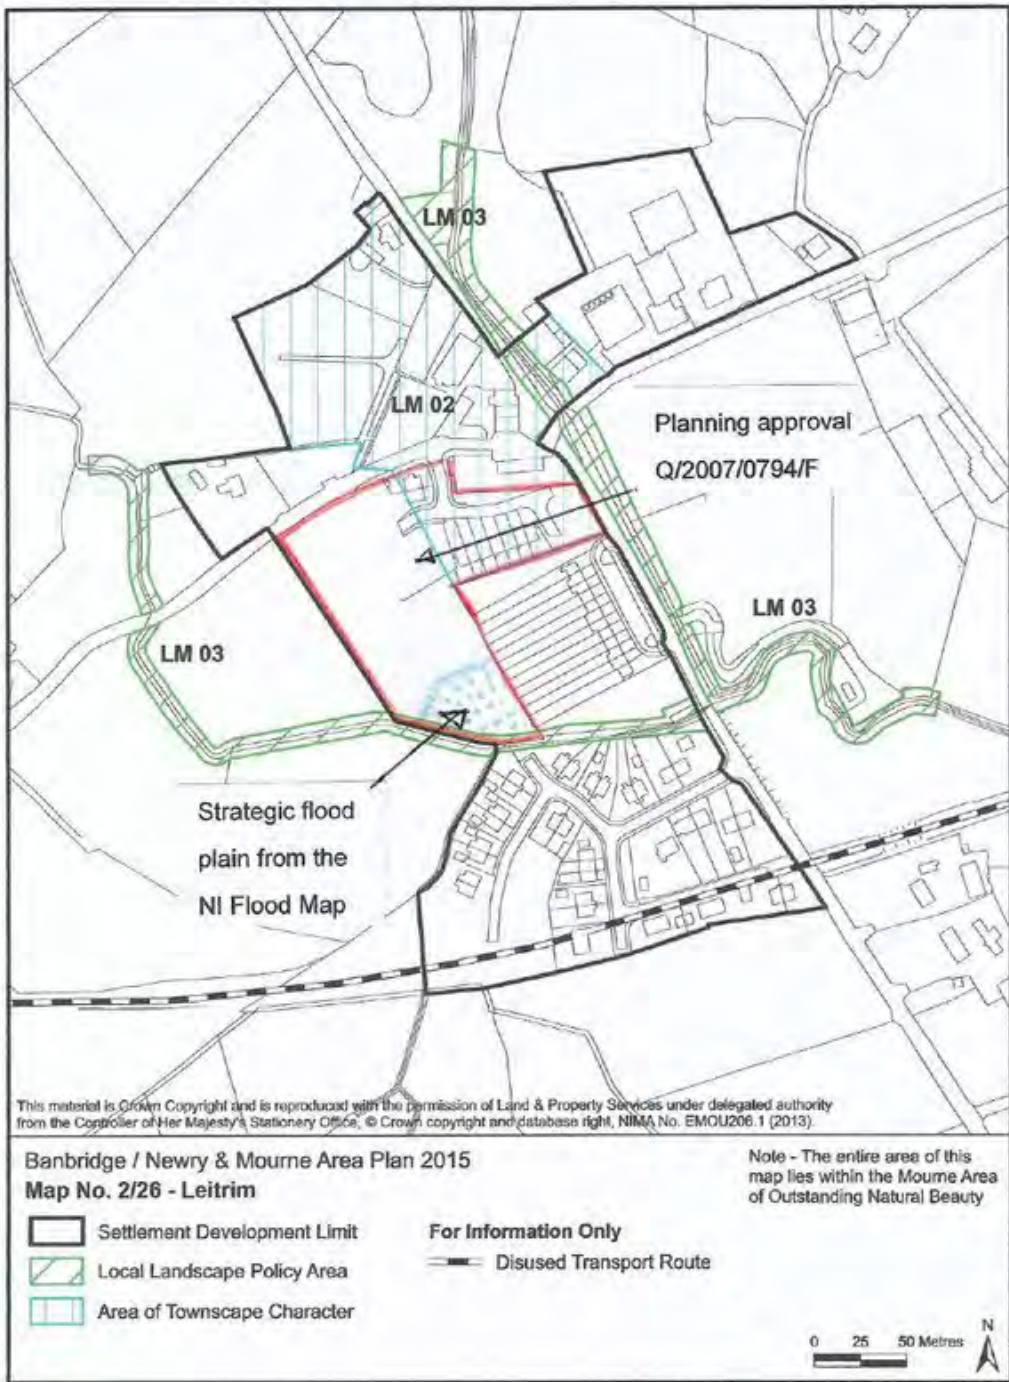 LM 03
LM 02
Planning approval
Q/2007/0794/F
LM 03
LM 03
Strategic flood
plain from the
NI Flood Map
This material is Crown Copyright and is reproduced with the permission of Land & Property Services under delegated authority
from the Controller of Her Majesty's Stationery Office, © Crown copyright and database right, NIMA No. EMOU206.1 (2013).
Banbridge / Newry & Mourne Area Plan 2015
Map No. 2/26 - Leitrim
Note - The entire area of this
map lies within the Mourne Area
of Outstanding Natural Beauty
Settlement Development Limit
Local Landscape Policy Area
Area of Townscape Character
For Information Only
Disused Transport Route
0 25 50 Metres
N